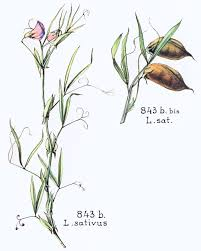 843 b. bis
L. sat.
843 b.
L. sativus